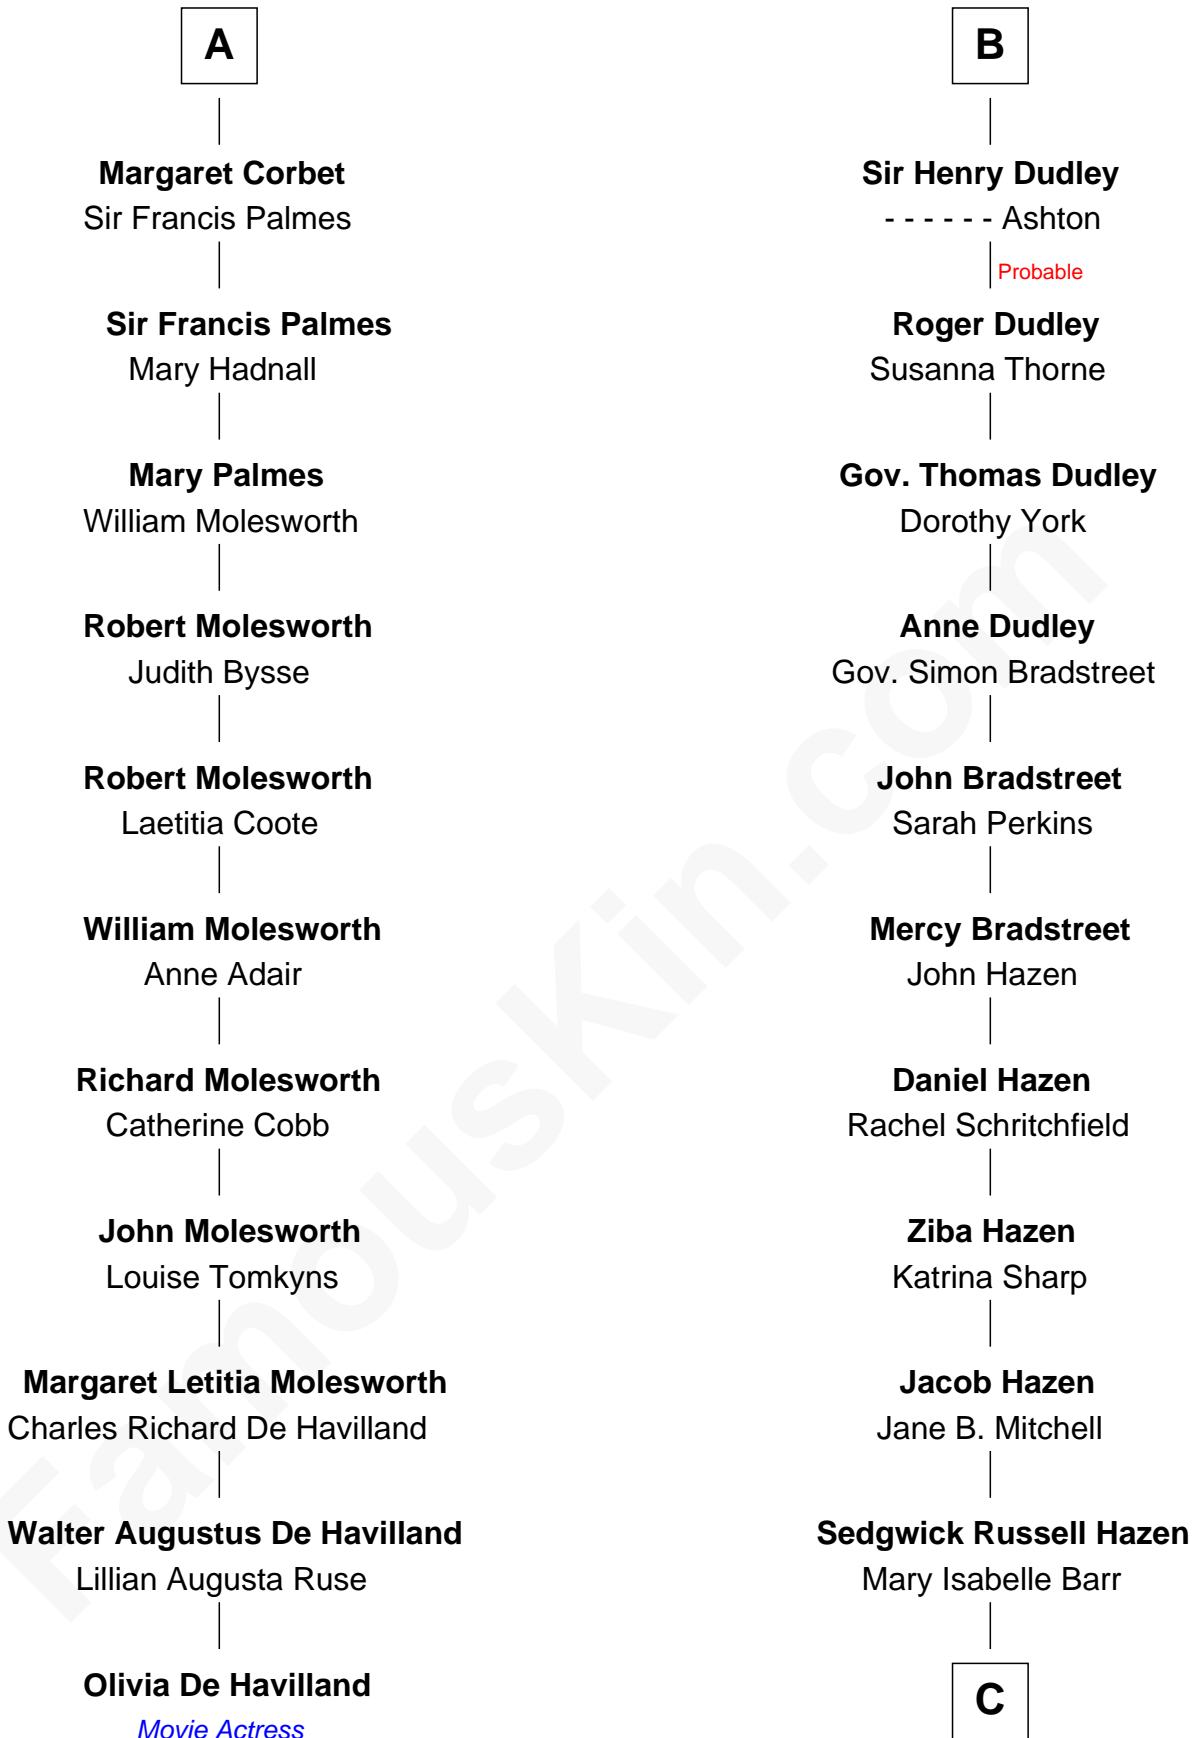 A
Margaret Corbet
Sir Francis Palmes
Sir Francis Palmes
Mary Hadnall
Mary Palmes
William Molesworth
Robert Molesworth
Judith Bysse
Robert Molesworth
Laetitia Coote
William Molesworth
Anne Adair
Richard Molesworth
Catherine Cobb
John Molesworth
Louise Tomkyns
Margaret Letitia Molesworth
Charles Richard De Havilland
Walter Augustus De Havilland
Lillian Augusta Ruse
Olivia De Havilland
Movie Actress
B
Sir Henry Dudley
- - - - - - Ashton
Probable
Roger Dudley
Susanna Thorne
Gov. Thomas Dudley
Dorothy York
Anne Dudley
Gov. Simon Bradstreet
John Bradstreet
Sarah Perkins
Mercy Bradstreet
John Hazen
Daniel Hazen
Rachel Schritchfield
Ziba Hazen
Katrina Sharp
Jacob Hazen
Jane B. Mitchell
Sedgwick Russell Hazen
Mary Isabelle Barr
C
FamousKin.com